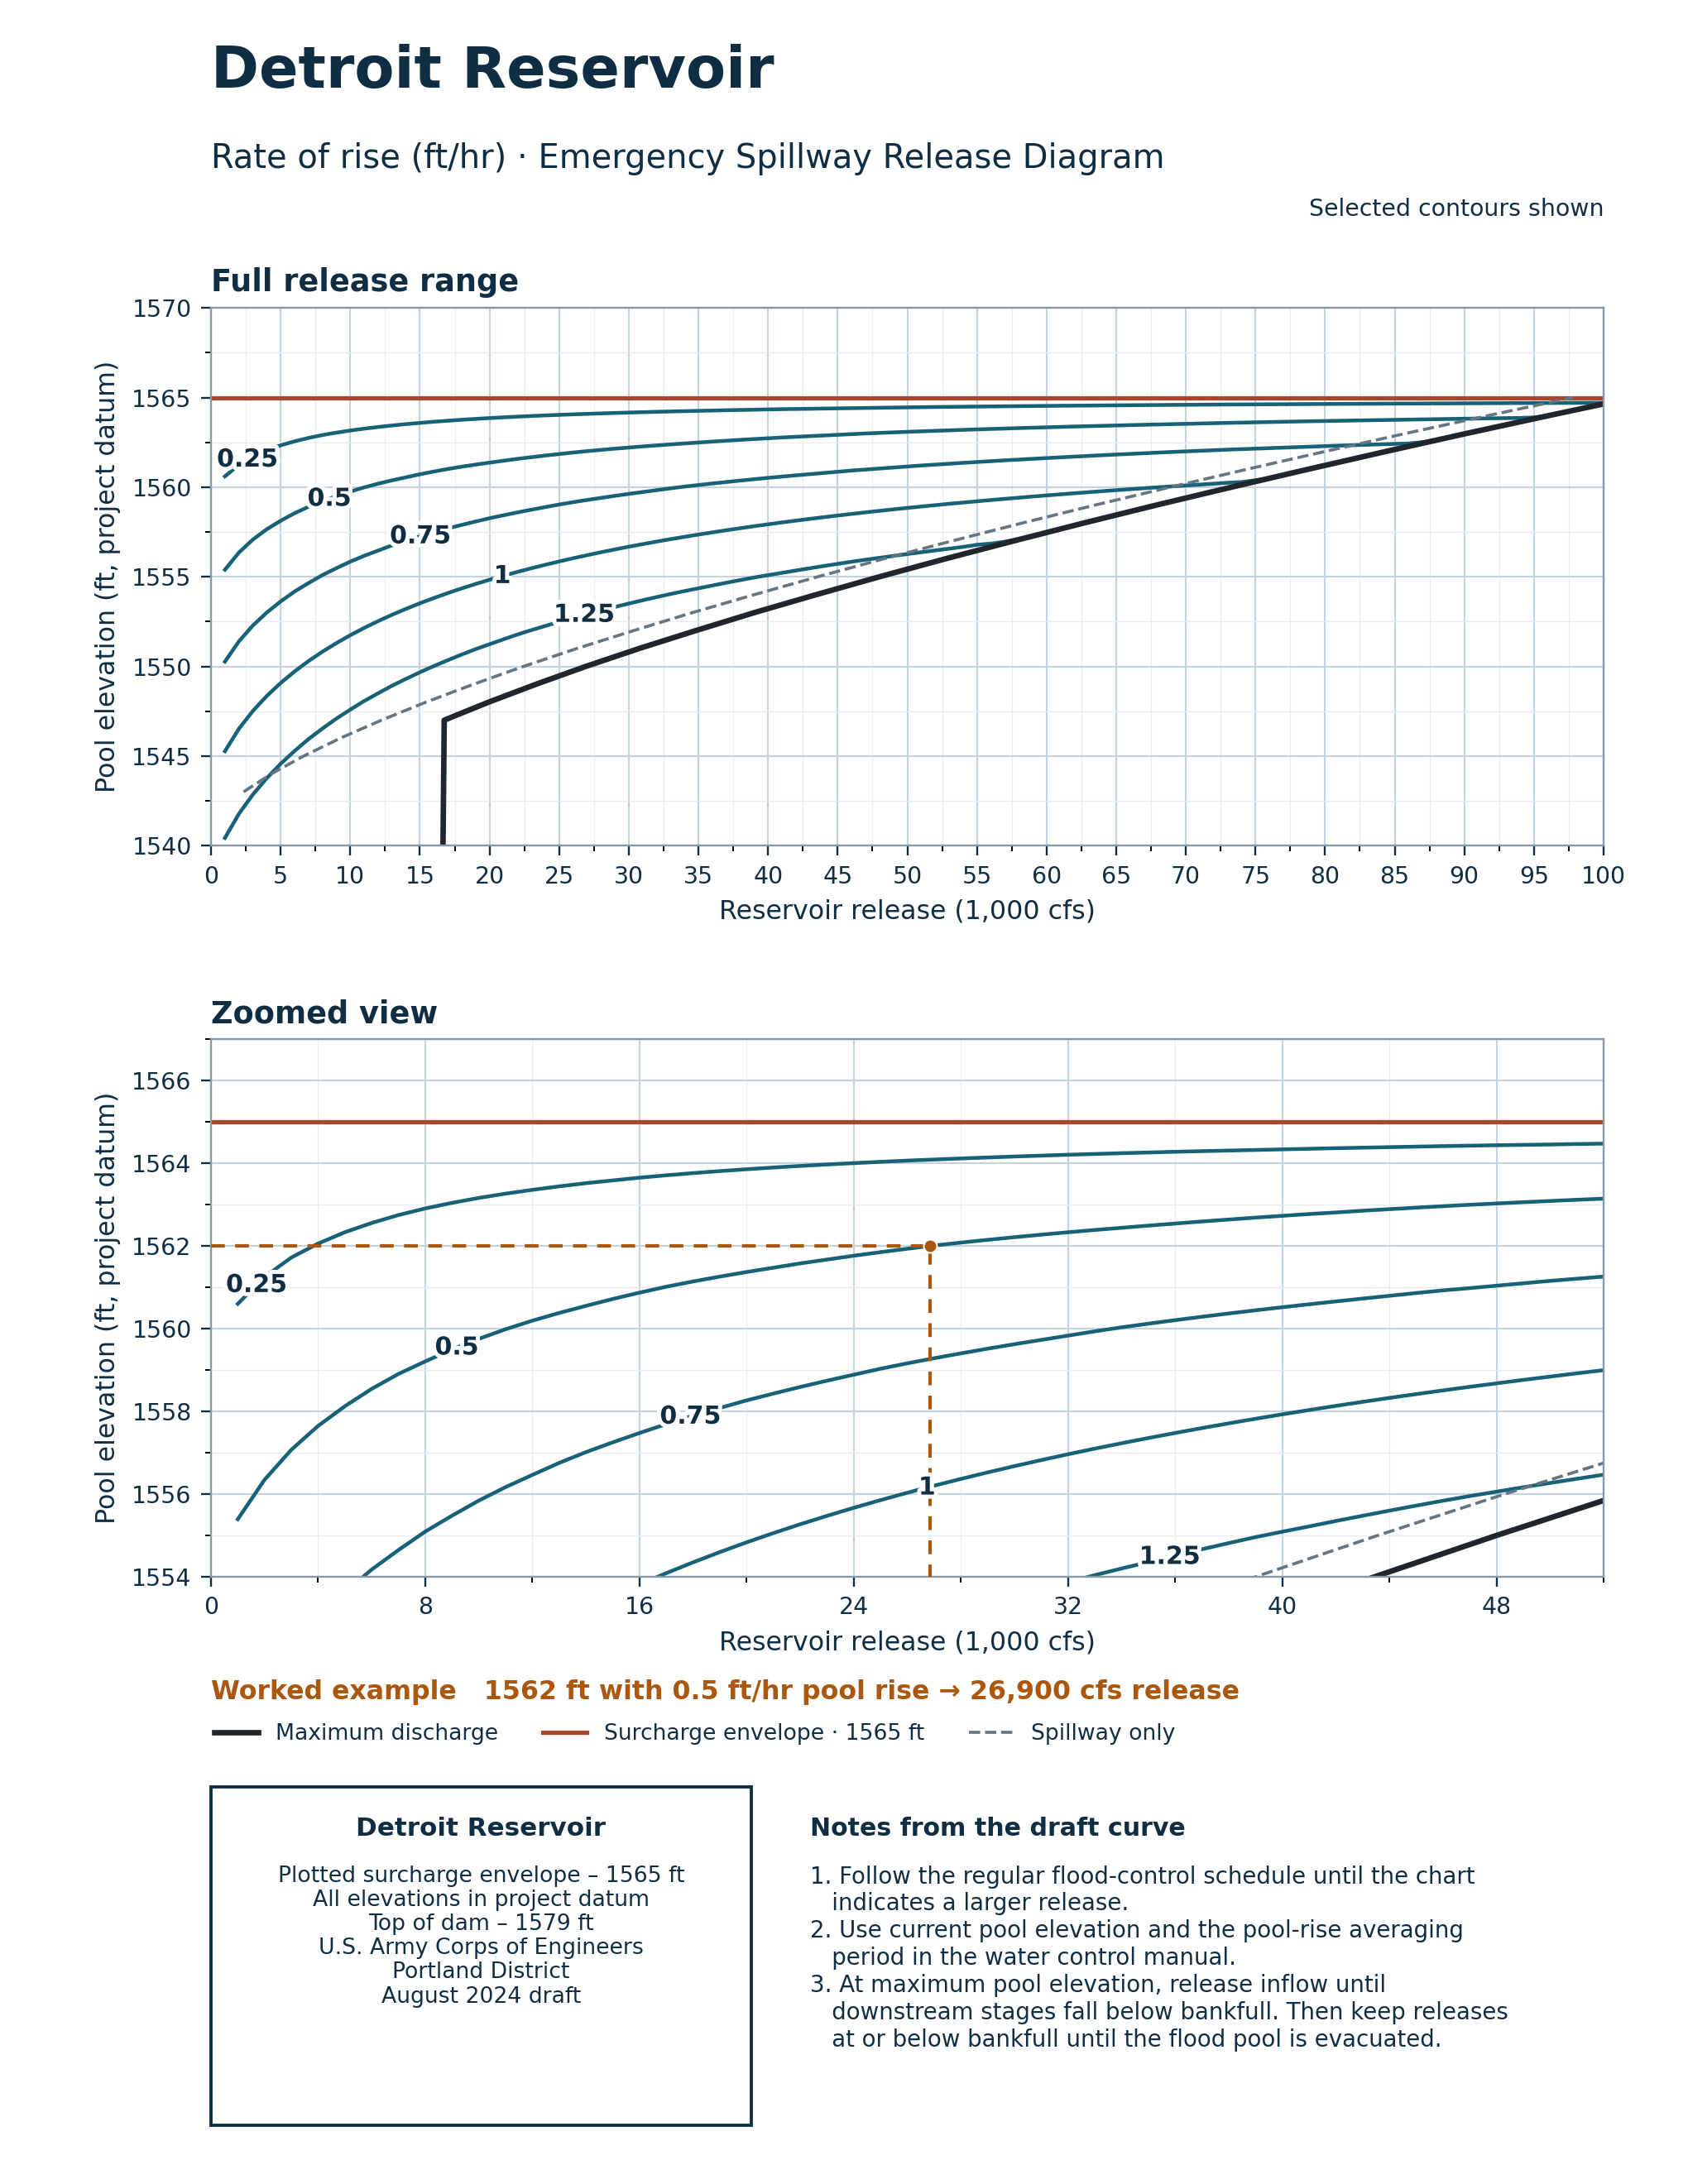 Detroit Reservoir
Rate of rise (ft/hr) · Emergency Spillway Release Diagram
Selected contours shown
Full release range
Pool elevation (ft, project datum)
1570
1565
1560
1555
1550
1545
1540
0.25
0.5
0.75
1
1.25
0 5 10 15 20 25 30 35 40 45 50 55 60 65 70 75 80 85 90 95 100
Reservoir release (1,000 cfs)
Zoomed view
Pool elevation (ft, project datum)
1566
1564
1562
1560
1558
1556
1554
0.25
0.5
0.75
1
1.25
0 8 16 24 32 40 48
Reservoir release (1,000 cfs)
Worked example 1562 ft with 0.5 ft/hr pool rise → 26,900 cfs release
Maximum discharge Surcharge envelope · 1565 ft Spillway only
Detroit Reservoir
Plotted surcharge envelope – 1565 ft
All elevations in project datum
Top of dam – 1579 ft
U.S. Army Corps of Engineers
Portland District
August 2024 draft
Notes from the draft curve
1. Follow the regular flood-control schedule until the chart
indicates a larger release.
2. Use current pool elevation and the pool-rise averaging
period in the water control manual.
3. At maximum pool elevation, release inflow until
downstream stages fall below bankfull. Then keep releases
at or below bankfull until the flood pool is evacuated.